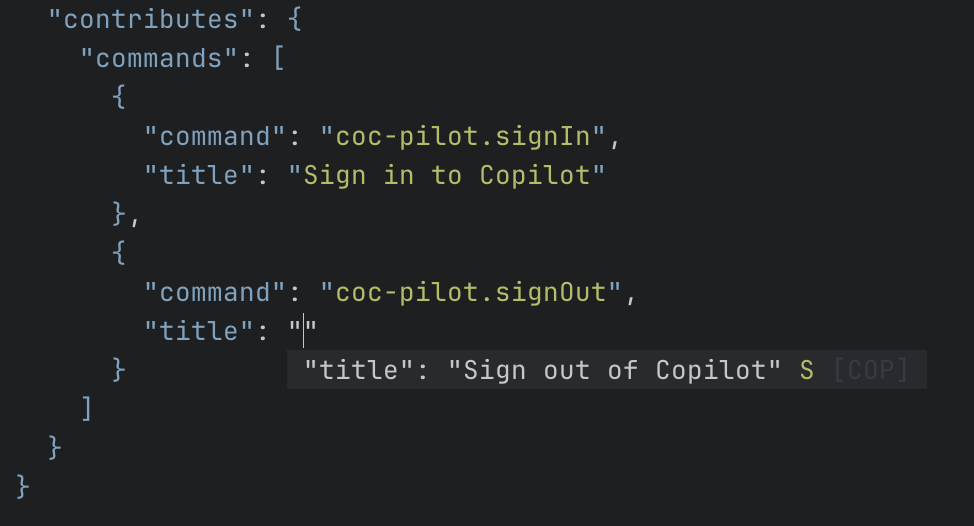 "contributes": {
"commands": [
{
"command": "coc-pilot.signIn",
"title": "Sign in to Copilot"
},
{
"command": "coc-pilot.signOut",
"title": ""
"title": "Sign out of Copilot" S [COP]
}
]
}
}